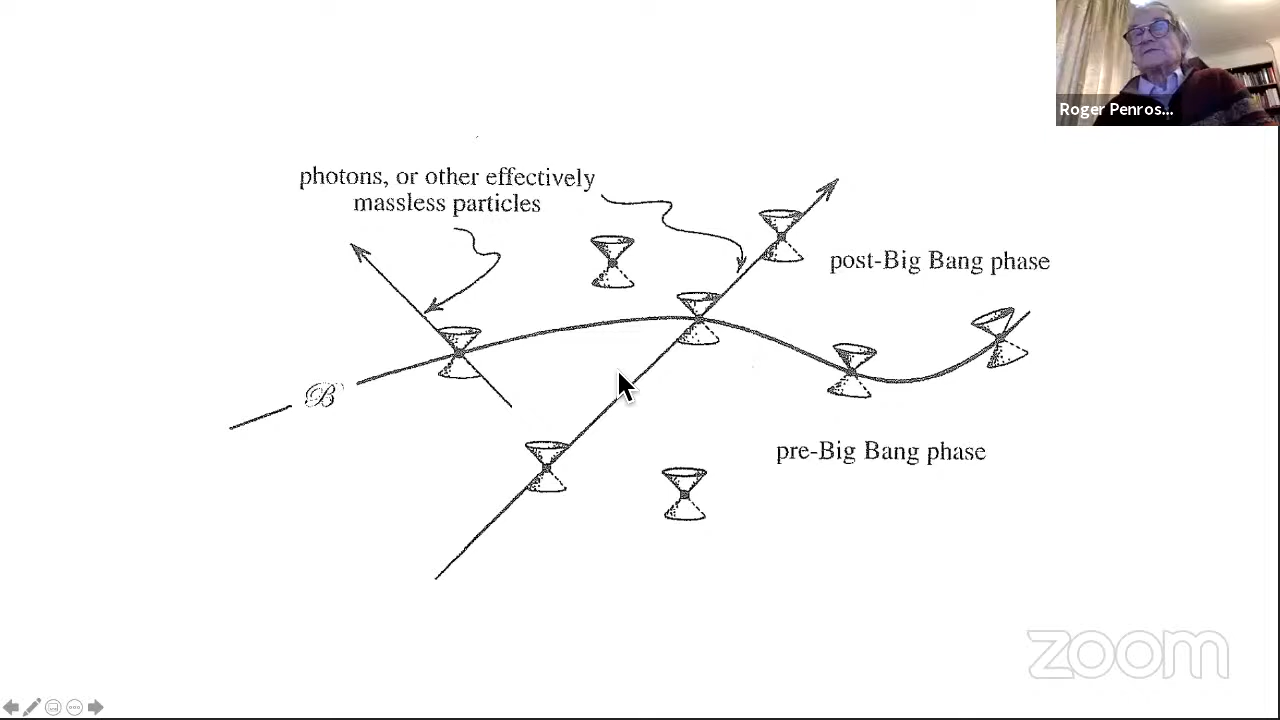 Roger Penros...
photons, or other effectively
massless particles
post-Big Bang phase
ℬ
pre-Big Bang phase
zoom